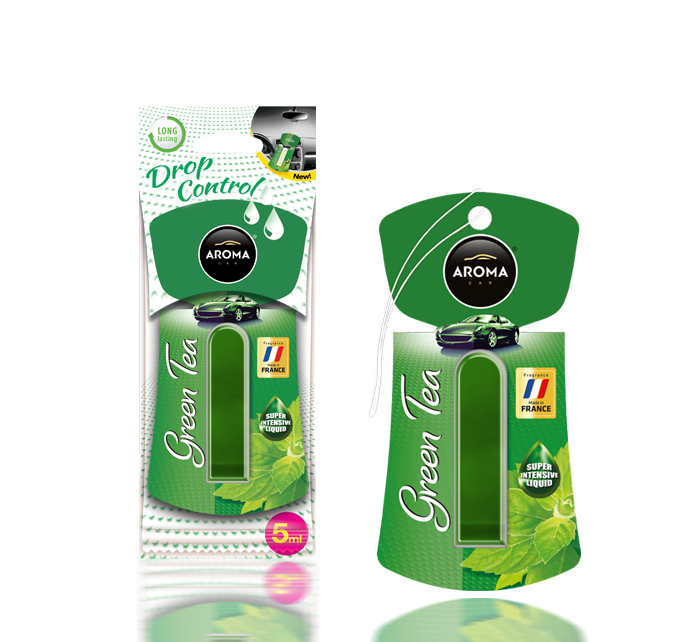 LONG
lasting
New!
Drop
Control
AROMA
CAR
®
Green Tea
Fragrance
Made in
FRANCE
SUPER
INTENSIVE
LIQUID
5ml
AROMA
CAR
®
Green Tea
Fragrance
Made in
FRANCE
SUPER
INTENSIVE
LIQUID